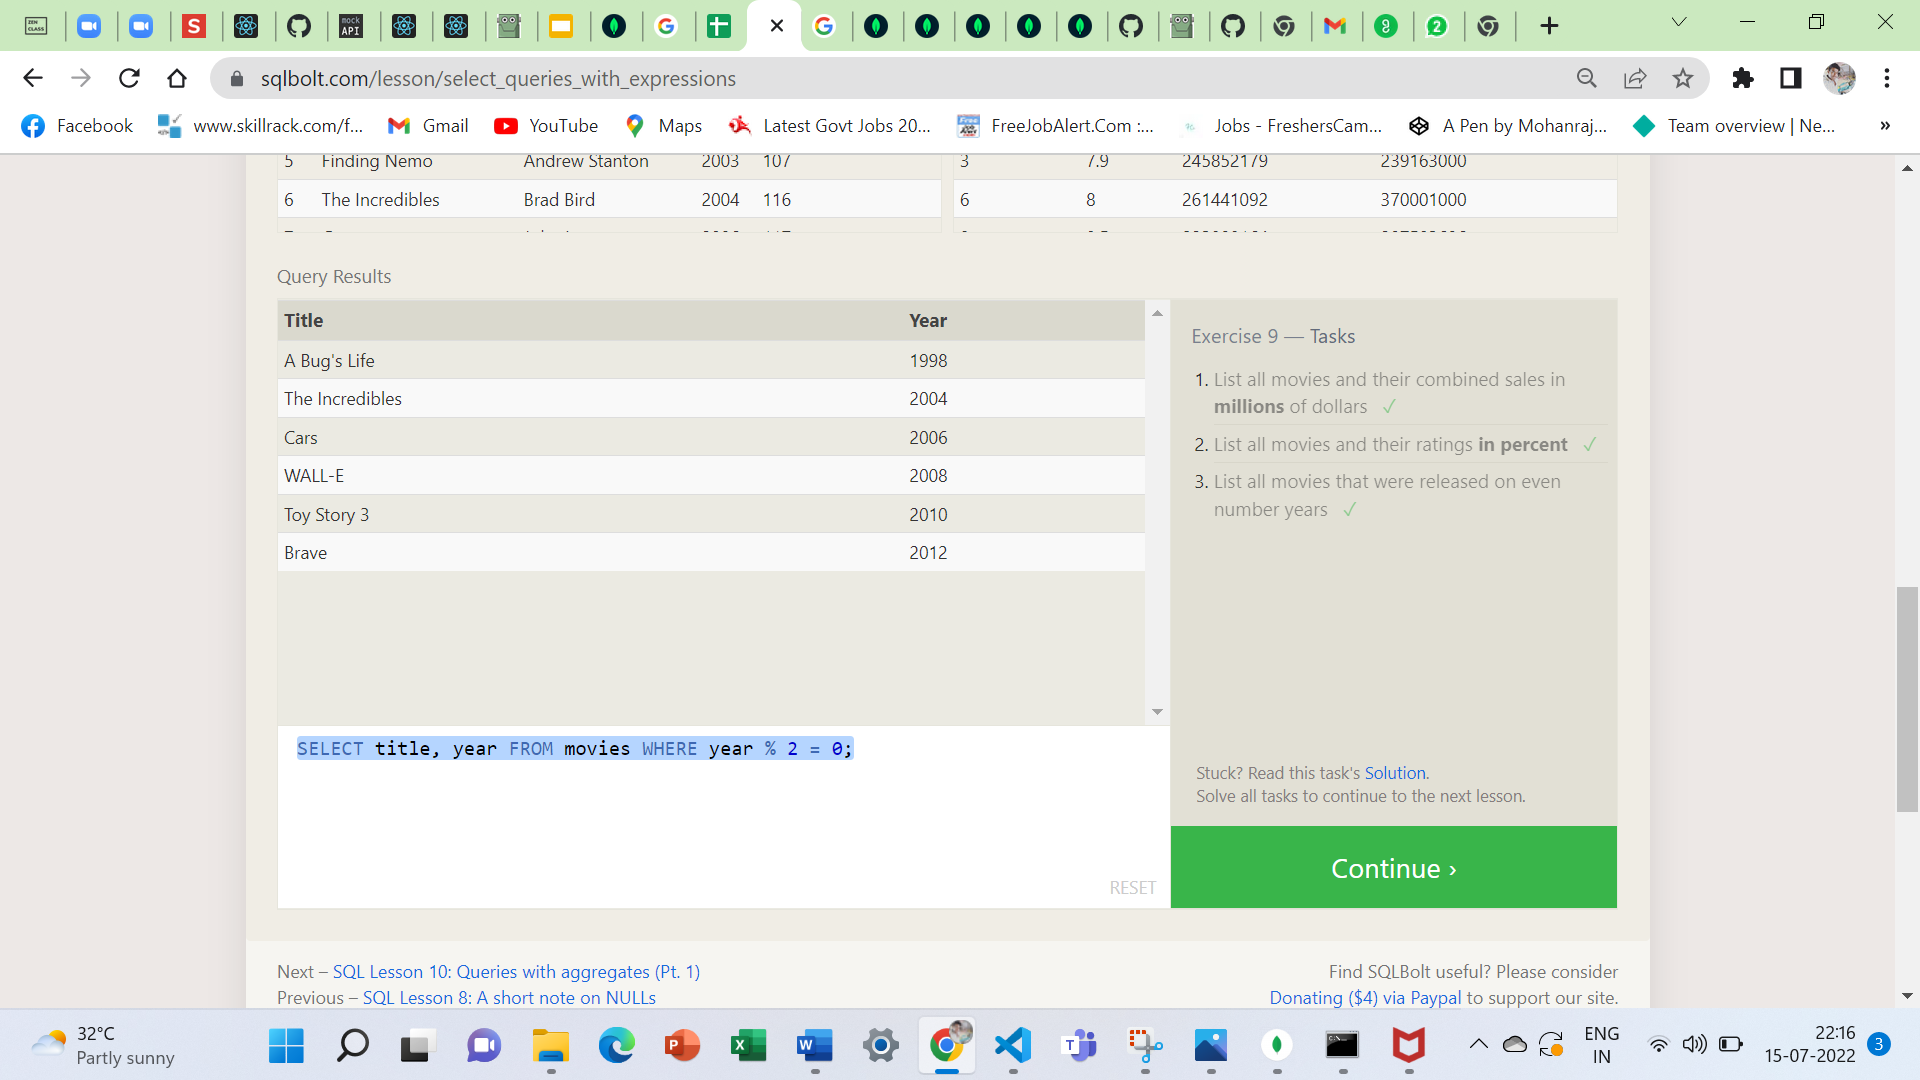 ZEN CLASS
S
mock API
sqlbolt.com/lesson/select_queries_with_expressions
Facebook www.skillrack.com/f... Gmail YouTube Maps Latest Govt Jobs 20... FreeJobAlert.Com :... Jobs - FreshersCam... A Pen by Mohanraj... Team overview | Ne... »
5 Finding Nemo Andrew Stanton 2003 107 3 7.9 245852179 239163000
6 The Incredibles Brad Bird 2004 116 6 8 261441092 370001000
Query Results
Title Year
A Bug's Life 1998
The Incredibles 2004
Cars 2006
WALL-E 2008
Toy Story 3 2010
Brave 2012
SELECT title, year FROM movies WHERE year % 2 = 0;
RESET
Exercise 9 — Tasks
1. List all movies and their combined sales in
millions of dollars ✓
2. List all movies and their ratings in percent ✓
3. List all movies that were released on even
number years ✓
Stuck? Read this task's Solution.
Solve all tasks to continue to the next lesson.
Continue ›
Next – SQL Lesson 10: Queries with aggregates (Pt. 1)
Previous – SQL Lesson 8: A short note on NULLs
Find SQLBolt useful? Please consider
Donating ($4) via Paypal to support our site.
32°C
Partly sunny
ENG
IN
22:16
15-07-2022
3